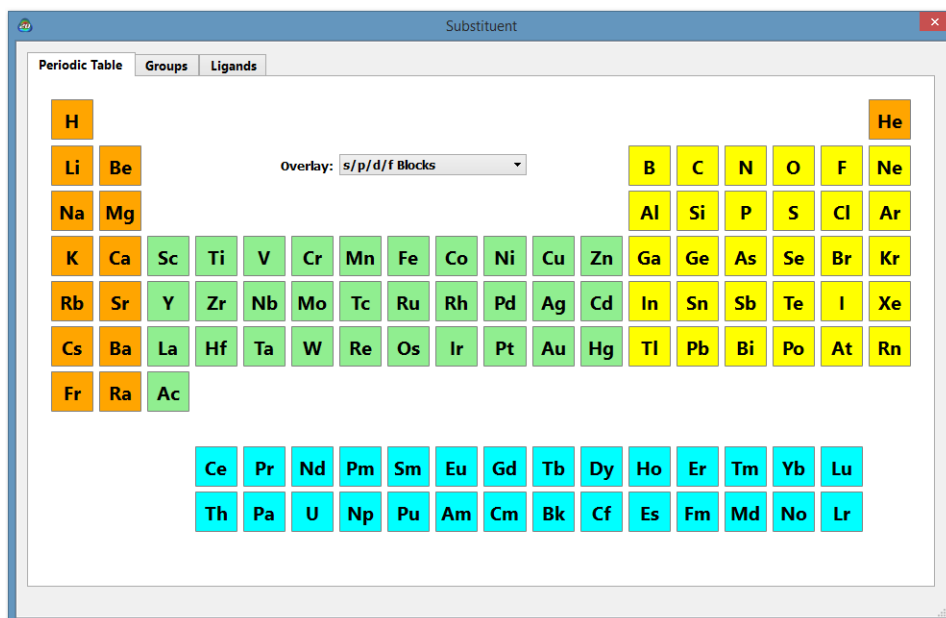 Substituent
Periodic Table Groups Ligands
H He
Li Be Overlay: s/p/d/f Blocks B C N O F Ne
Na Mg Al Si P S Cl Ar
K Ca Sc Ti V Cr Mn Fe Co Ni Cu Zn Ga Ge As Se Br Kr
Rb Sr Y Zr Nb Mo Tc Ru Rh Pd Ag Cd In Sn Sb Te I Xe
Cs Ba La Hf Ta W Re Os Ir Pt Au Hg Tl Pb Bi Po At Rn
Fr Ra Ac
Ce Pr Nd Pm Sm Eu Gd Tb Dy Ho Er Tm Yb Lu
Th Pa U Np Pu Am Cm Bk Cf Es Fm Md No Lr